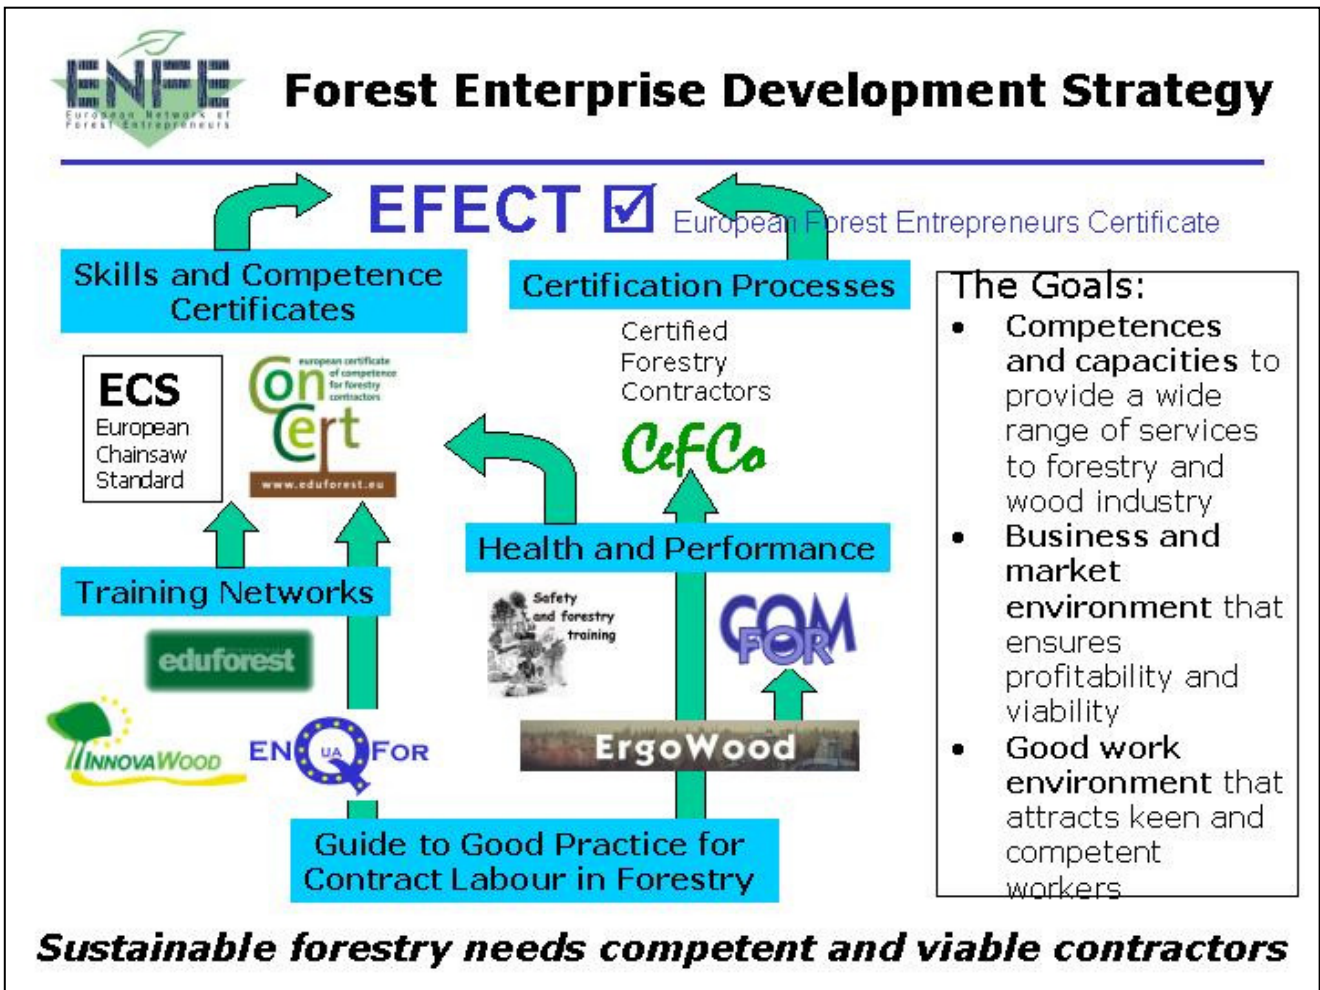 ENFE
European Network of
Forest Entrepreneurs
Forest Enterprise Development Strategy
EFECT
European Forest Entrepreneurs Certificate
Skills and Competence
Certificates
Certification Processes
Certified
Forestry
Contractors
CeFCo
ECS
European
Chainsaw
Standard
ConCert
european certificate
of competence
for forestry
contractors
www.eduforest.eu
Health and Performance
Training Networks
Safety
and forestry
training
COMFOR
eduforest
INNOVAWOOD
ENQUAFOR
ErgoWood
Guide to Good Practice for
Contract Labour in Forestry
The Goals:
• Competences
and capacities to
provide a wide
range of services
to forestry and
wood industry
• Business and
market
environment that
ensures
profitability and
viability
• Good work
environment that
attracts keen and
competent
workers
Sustainable forestry needs competent and viable contractors